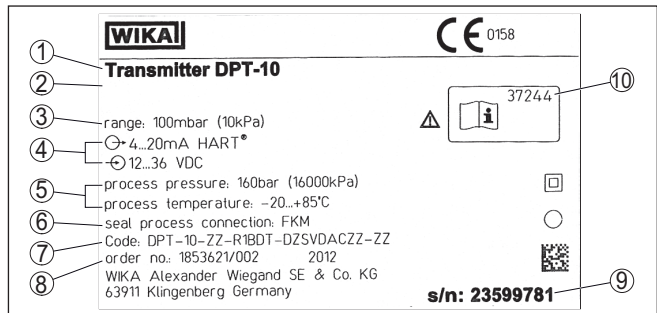 WIKA
CE 0158
① Transmitter DPT-10
②
⑩ 37244
i
③ range: 100mbar (10kPa)
④ 4...20mA HART®
12...36 VDC
⑤ process pressure: 160bar (16000kPa)
process temperature: -20...+85°C
⑥ seal process connection: FKM
⑦ Code: DPT-10-ZZ-R1BDT-DZSVDACZZ-ZZ
⑧ order no.: 1853621/002 2012
WIKA Alexander Wiegand SE & Co. KG
63911 Klingenberg Germany
⑨ s/n: 23599781